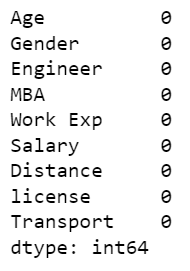 Age 0
Gender 0
Engineer 0
MBA 0
Work Exp 0
Salary 0
Distance 0
license 0
Transport 0
dtype: int64